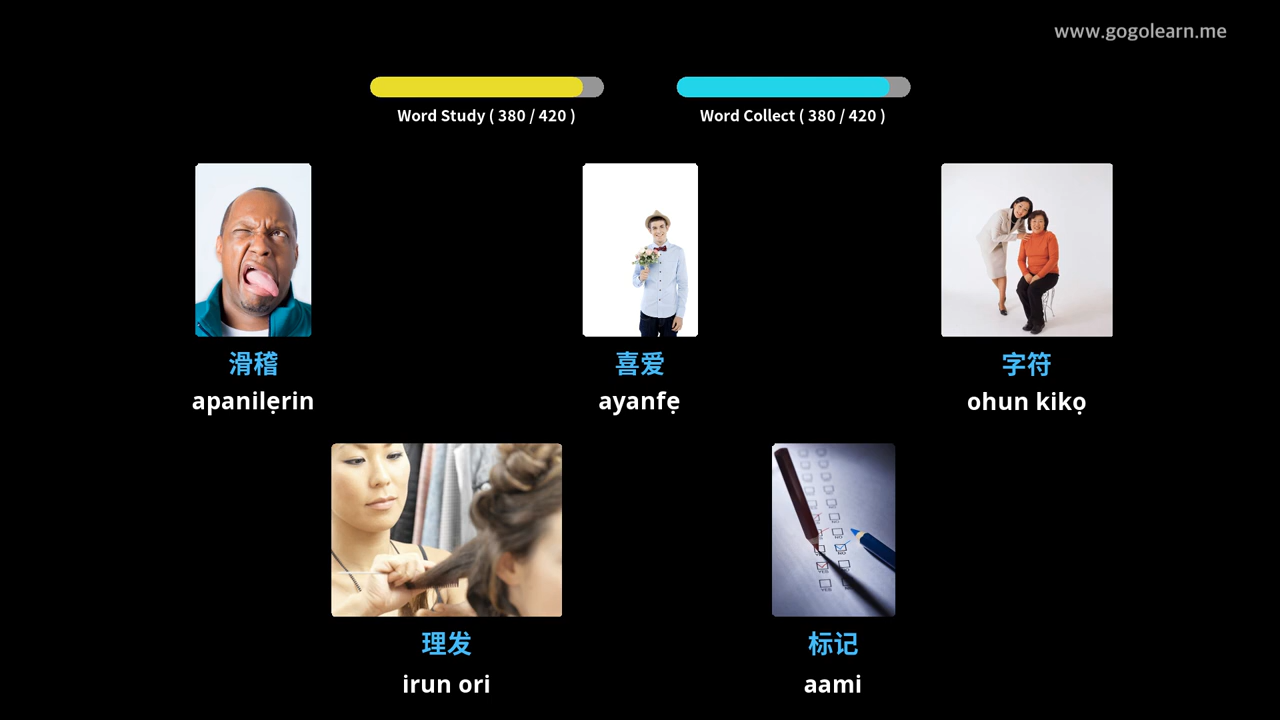 www.gogolearn.me
Word Study ( 380 / 420 )
Word Collect ( 380 / 420 )
滑稽
喜爱
字符
apanilẹrin
ayanfẹ
ohun kikọ
理发
标记
irun ori
aami